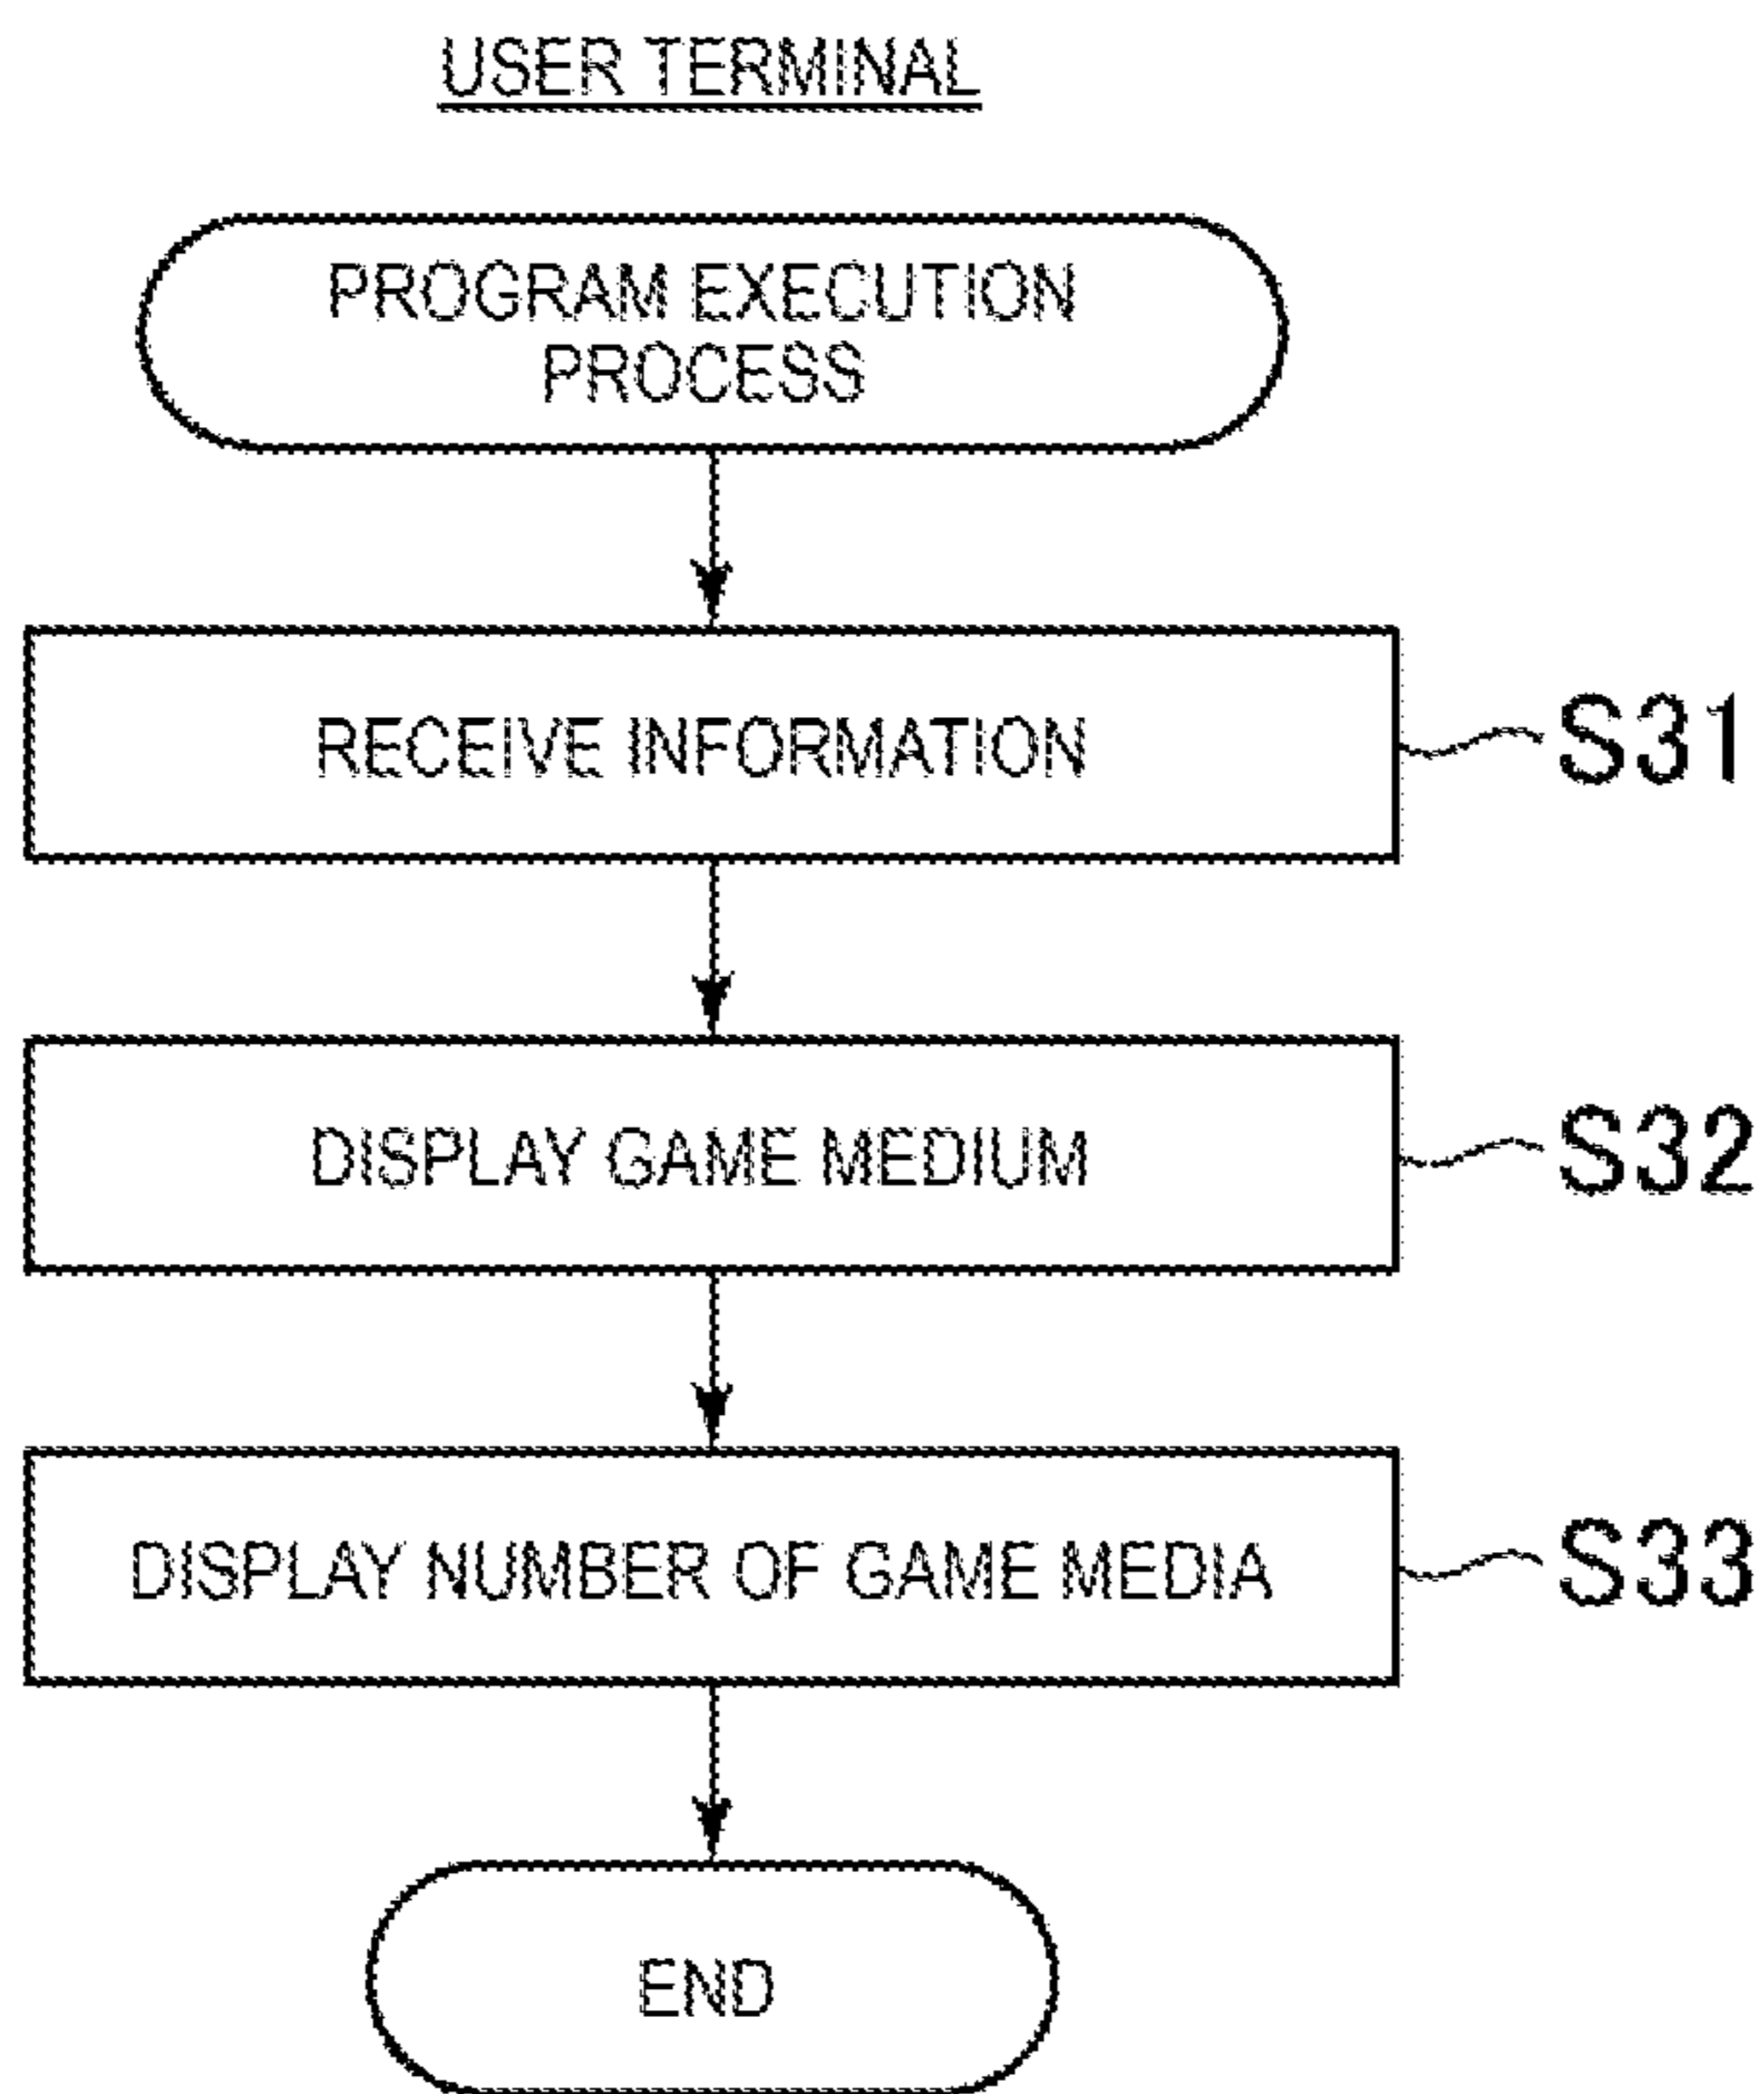 USER TERMINAL
PROGRAM EXECUTION
PROCESS
RECEIVE INFORMATION
S31
DISPLAY GAME MEDIUM
S32
DISPLAY NUMBER OF GAME MEDIA
S33
END